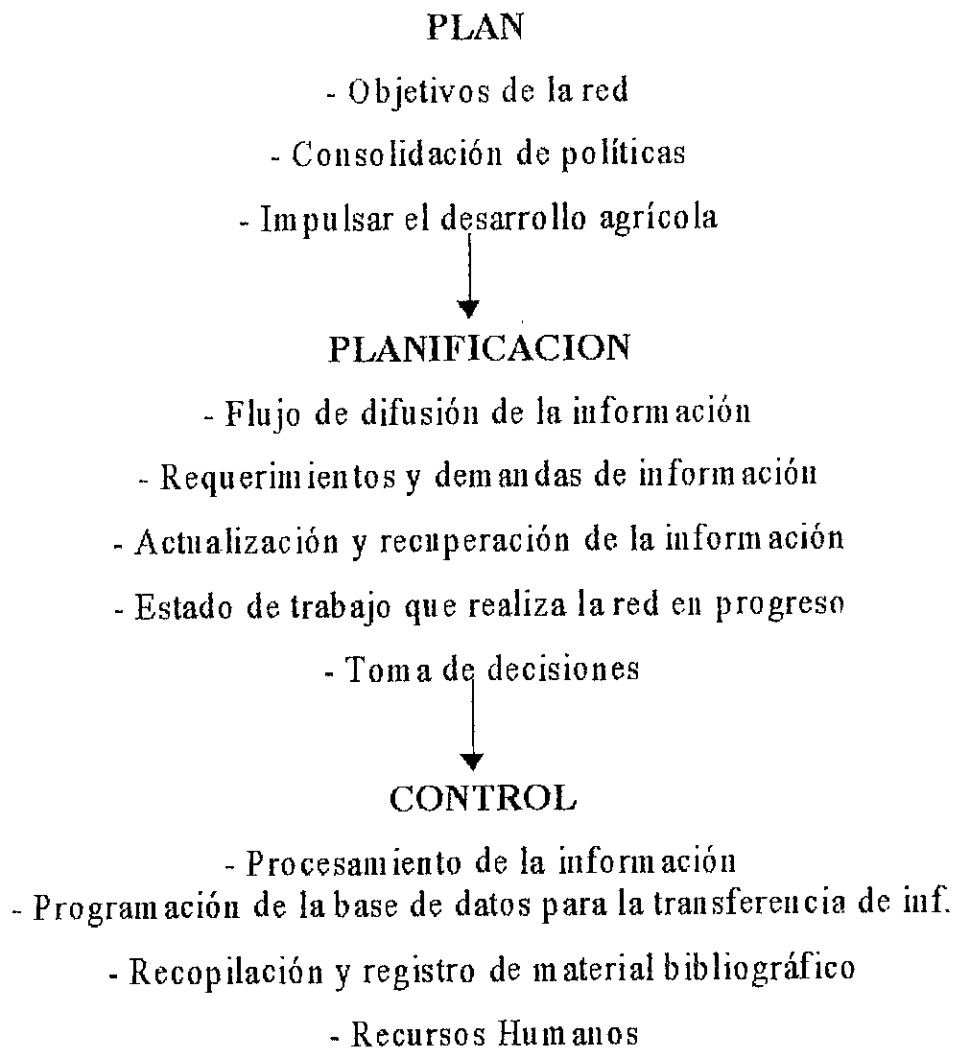 PLAN
- Objetivos de la red
- Consolidación de políticas
- Impulsar el desarrollo agrícola
PLANIFICACION
- Flujo de difusión de la información
- Requerimientos y demandas de información
- Actualización y recuperación de la información
- Estado de trabajo que realiza la red en progreso
- Toma de decisiones
CONTROL
- Procesamiento de la información
- Programación de la base de datos para la transferencia de inf.
- Recopilación y registro de material bibliográfico
- Recursos Humanos